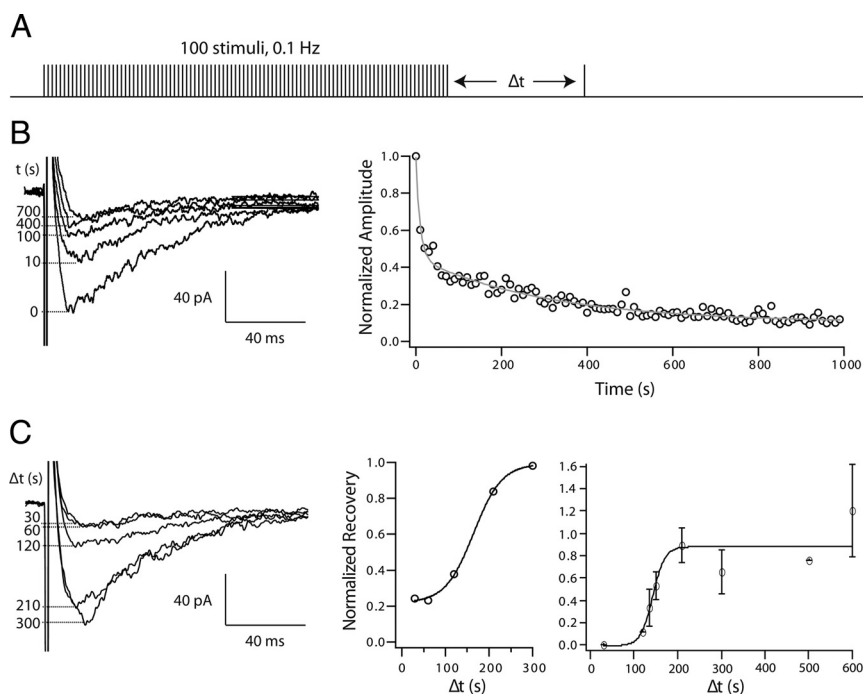 A
100 stimuli, 0.1 Hz
Δt
B
t (s)
700
400
100
10
0
40 pA
40 ms
Normalized Amplitude
1.0
0.8
0.6
0.4
0.2
0.0
0 200 400 600 800 1000
Time (s)
C
Δt (s)
30
60
120
210
300
40 pA
40 ms
Normalized Recovery
1.0
0.8
0.6
0.4
0.2
0.0
0 100 200 300
Δt (s)
1.6
1.4
1.2
1.0
0.8
0.6
0.4
0.2
0.0
0 100 200 300 400 500 600
Δt (s)